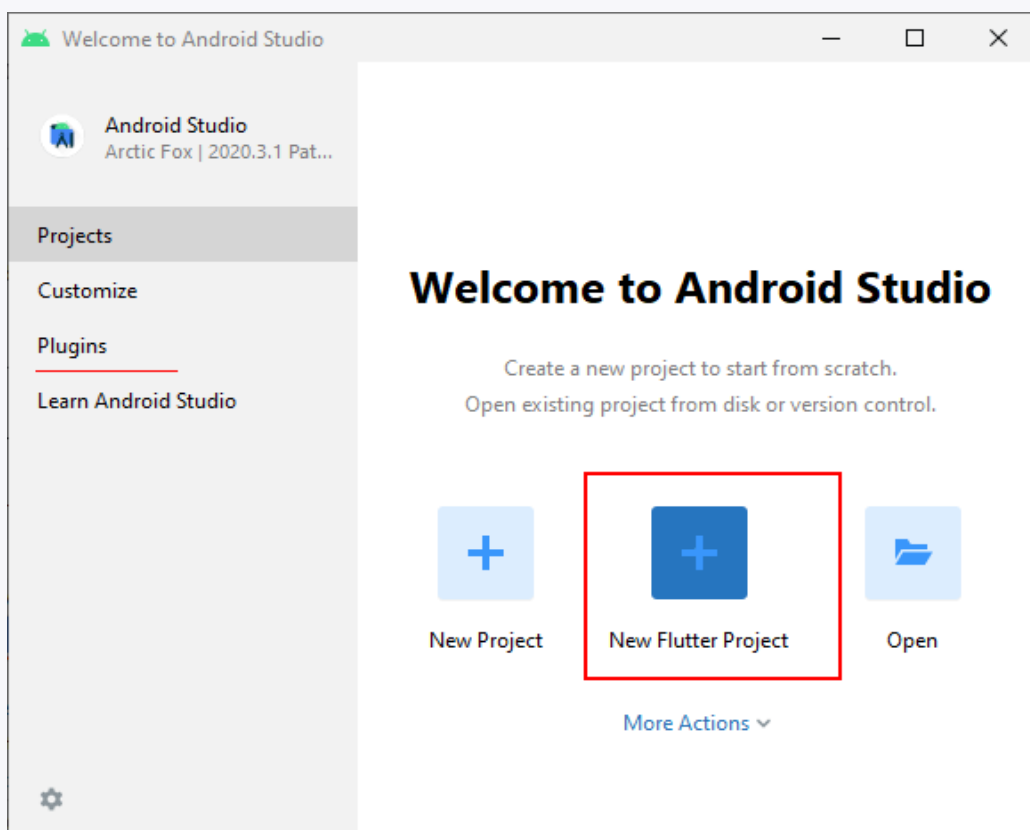 Welcome to Android Studio
Android Studio
Arctic Fox | 2020.3.1 Pat...
Projects
Customize
Plugins
Learn Android Studio
Welcome to Android Studio
Create a new project to start from scratch.
Open existing project from disk or version control.
New Project
New Flutter Project
Open
More Actions